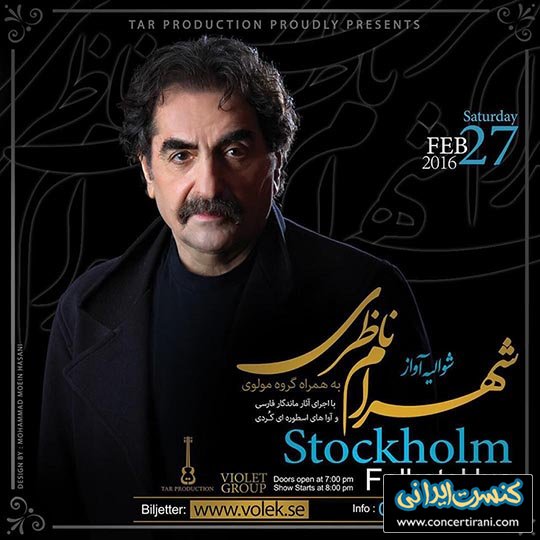 TAR PRODUCTION PROUDLY PRESENTS
Saturday
FEB 27
2016
شهرام ناظری
شوالیه آواز
به همراه گروه مولوی
با اجرای آثار ماندگار فارسی
و آوا های اسطوره ای کُردی
Stockholm
TAR PRODUCTION
VIOLET
GROUP
Doors open at 7:00 pm
Show Starts at 8:00 pm
Biljetter: www.volek.se
Info :
کنسرت ایرانی
www.concertirani.com
DESIGN BY : MOHAMMAD MOEIN HASANI